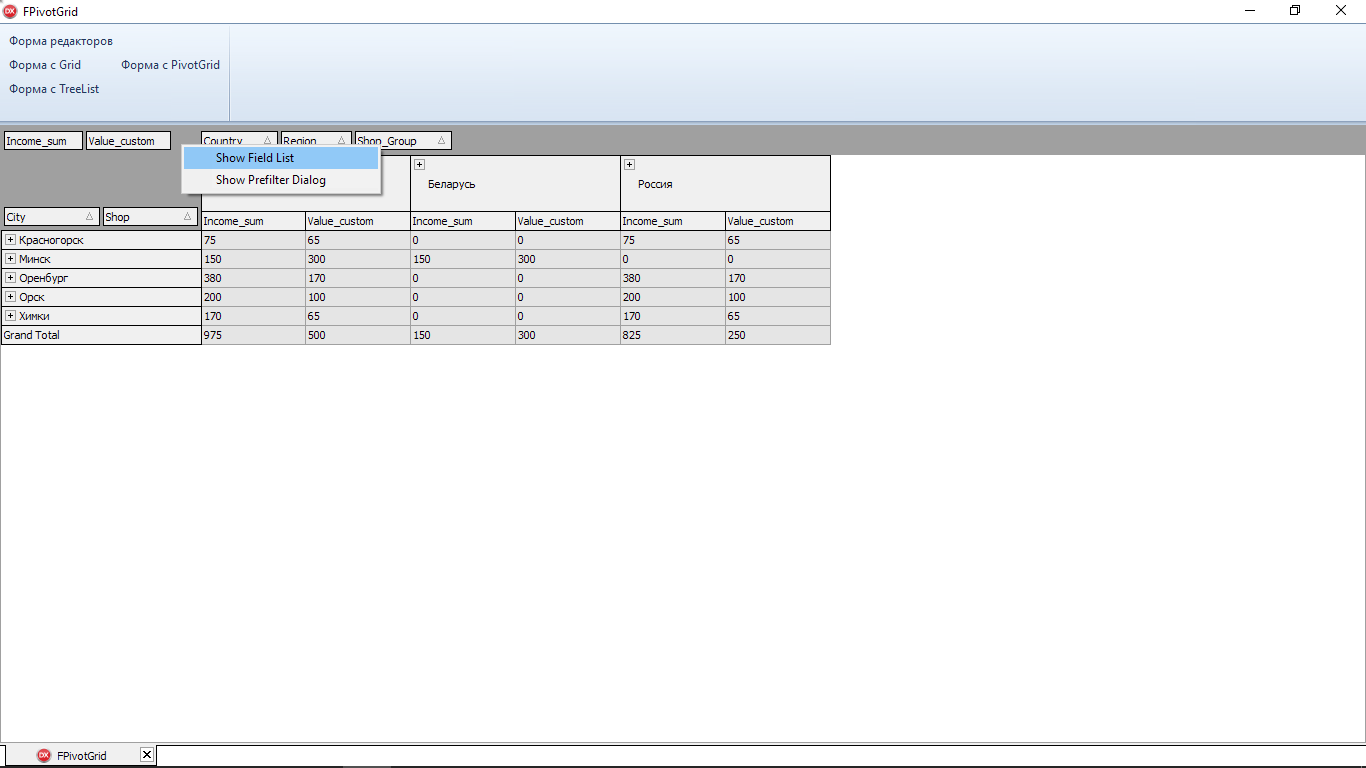 FPivotGrid
Форма редакторов
Форма с Grid Форма с PivotGrid
Форма с TreeList
Income_sum Value_custom Country Region Shop_Group
Show Field List
Show Prefilter Dialog
Беларусь Россия
City Shop Income_sum Value_custom Income_sum Value_custom Income_sum Value_custom
Красногорск 75 65 0 0 75 65
Минск 150 300 150 300 0 0
Оренбург 380 170 0 0 380 170
Орск 200 100 0 0 200 100
Химки 170 65 0 0 170 65
Grand Total 975 500 150 300 825 250
FPivotGrid